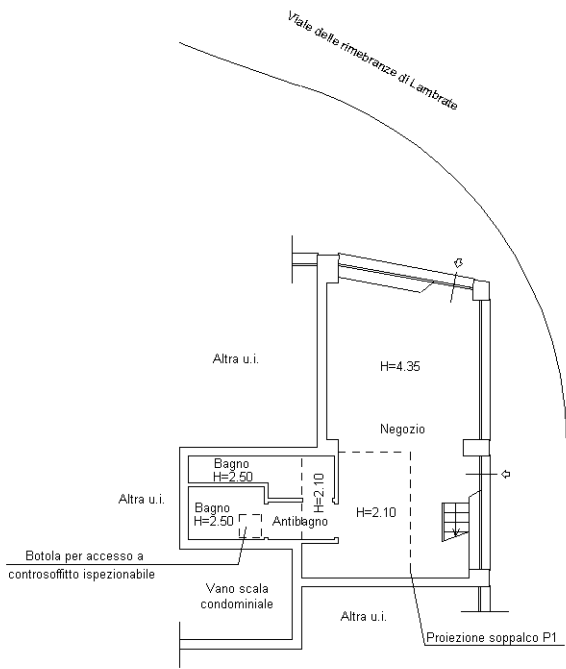 Viale delle rimebranze di Lambrate
Altra u.i.
H=4.35
Negozio
Bagno
H=2.50
H=2.10
Altra u.i.
Bagno
H=2.50
Antibagno
H=2.10
Botola per accesso a
controsoffitto ispezionabile
Vano scala
condominiale
Altra u.i.
Proiezione soppalco P1